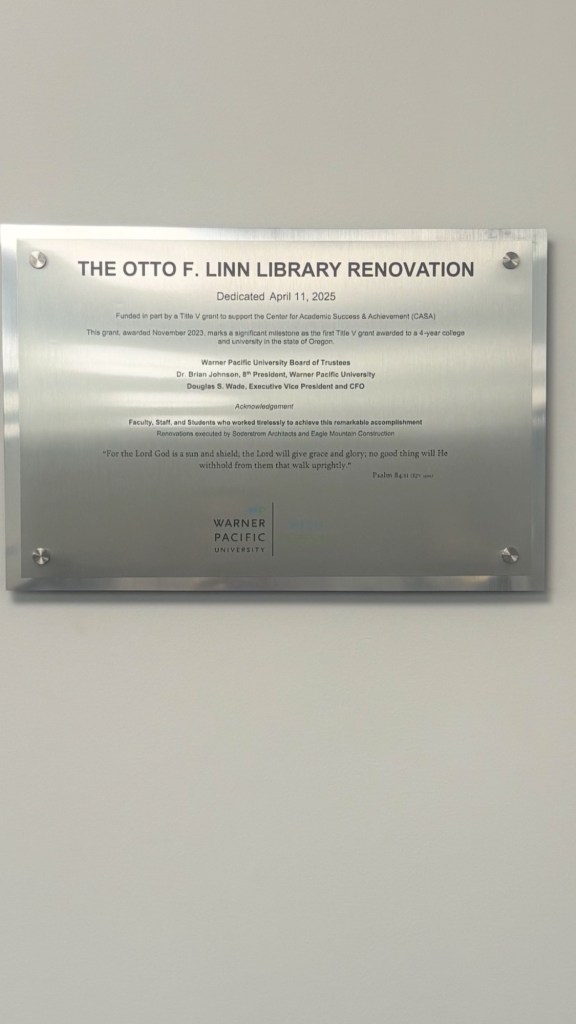 THE OTTO F. LINN LIBRARY RENOVATION
Dedicated April 11, 2025
Funded in part by a Title V grant to support the Center for Academic Success & Achievement (CASA)
This grant, awarded November 2023, marks a significant milestone as the first Title V grant awarded to a 4-year college
and university in the state of Oregon.
Warner Pacific University Board of Trustees
Dr. Brian Johnson, 8th President, Warner Pacific University
Douglas S. Wade, Executive Vice President and CFO
Acknowledgement
Faculty, Staff, and Students who worked tirelessly to achieve this remarkable accomplishment
Renovations executed by Soderstrom Architects and Eagle Mountain Construction
"For the Lord God is a sun and shield; the Lord will give grace and glory; no good thing will He
withhold from them that walk uprightly."
Psalm 84:11
WARNER
PACIFIC
UNIVERSITY